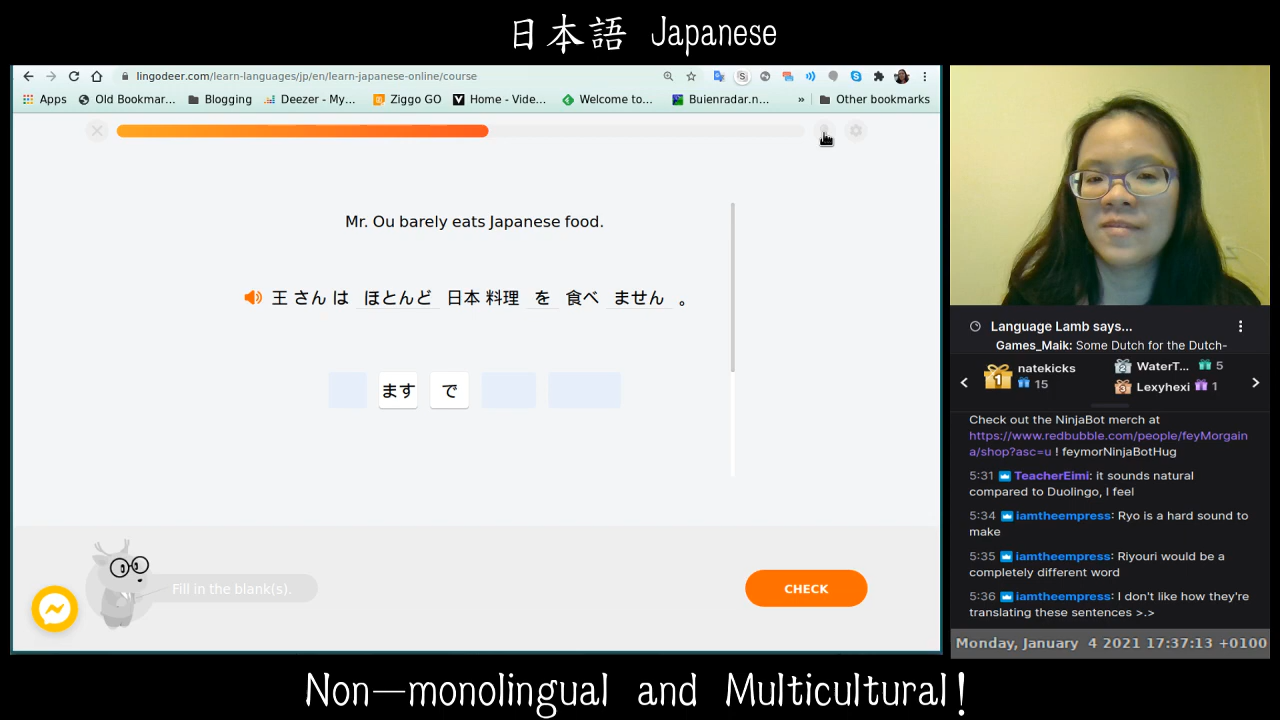 日本語 Japanese
lingodeer.com/learn-languages/jp/en/learn-japanese-online/course
Apps Old Bookmar... Blogging Deezer - My... Ziggo GO Home - Vide... Welcome to... Buienradar.n... » Other bookmarks
Mr. Ou barely eats Japanese food.
王 さん は ほとんど 日本 料理 を 食べ ません 。
ます で
Fill in the blank(s).
CHECK
Language Lamb says...
Games_Maik: Some Dutch for the Dutch-
1 natekicks 15
2 WaterT... 5
3 Lexyhexi 1
Check out the NinjaBot merch at
https://www.redbubble.com/people/feyMorgain
a/shop?asc=u ! feymorNinjaBotHug
5:31 TeacherEimi: it sounds natural
compared to Duolingo, I feel
5:34 iamtheempress: Ryo is a hard sound to
make
5:35 iamtheempress: Riyouri would be a
completely different word
5:36 iamtheempress: I don't like how they're
translating these sentences >.>
Monday, January 4 2021 17:37:13 +0100
Non-monolingual and Multicultural!